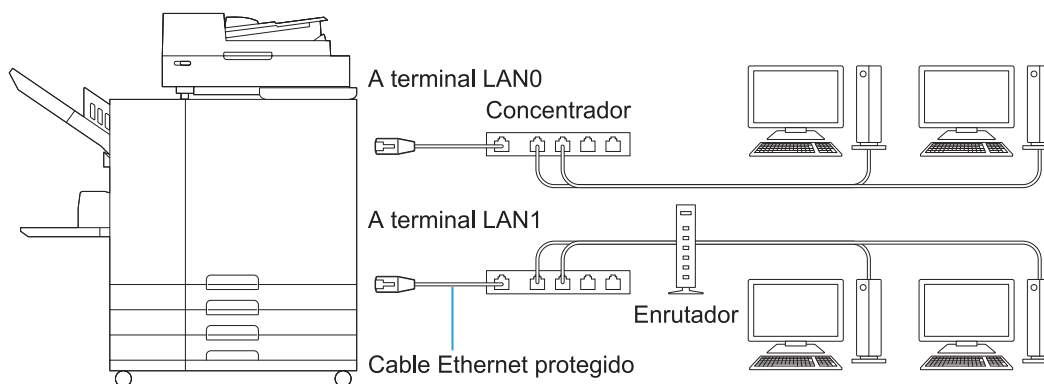 A terminal LAN0
Concentrador
A terminal LAN1
Enrutador
Cable Ethernet protegido